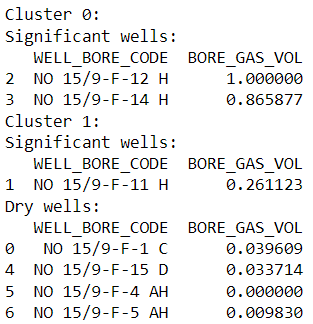 Cluster 0:
Significant wells:
WELL_BORE_CODE BORE_GAS_VOL
2 NO 15/9-F-12 H 1.000000
3 NO 15/9-F-14 H 0.865877
Cluster 1:
Significant wells:
WELL_BORE_CODE BORE_GAS_VOL
1 NO 15/9-F-11 H 0.261123
Dry wells:
WELL_BORE_CODE BORE_GAS_VOL
0 NO 15/9-F-1 C 0.039609
4 NO 15/9-F-15 D 0.033714
5 NO 15/9-F-4 AH 0.000000
6 NO 15/9-F-5 AH 0.009830